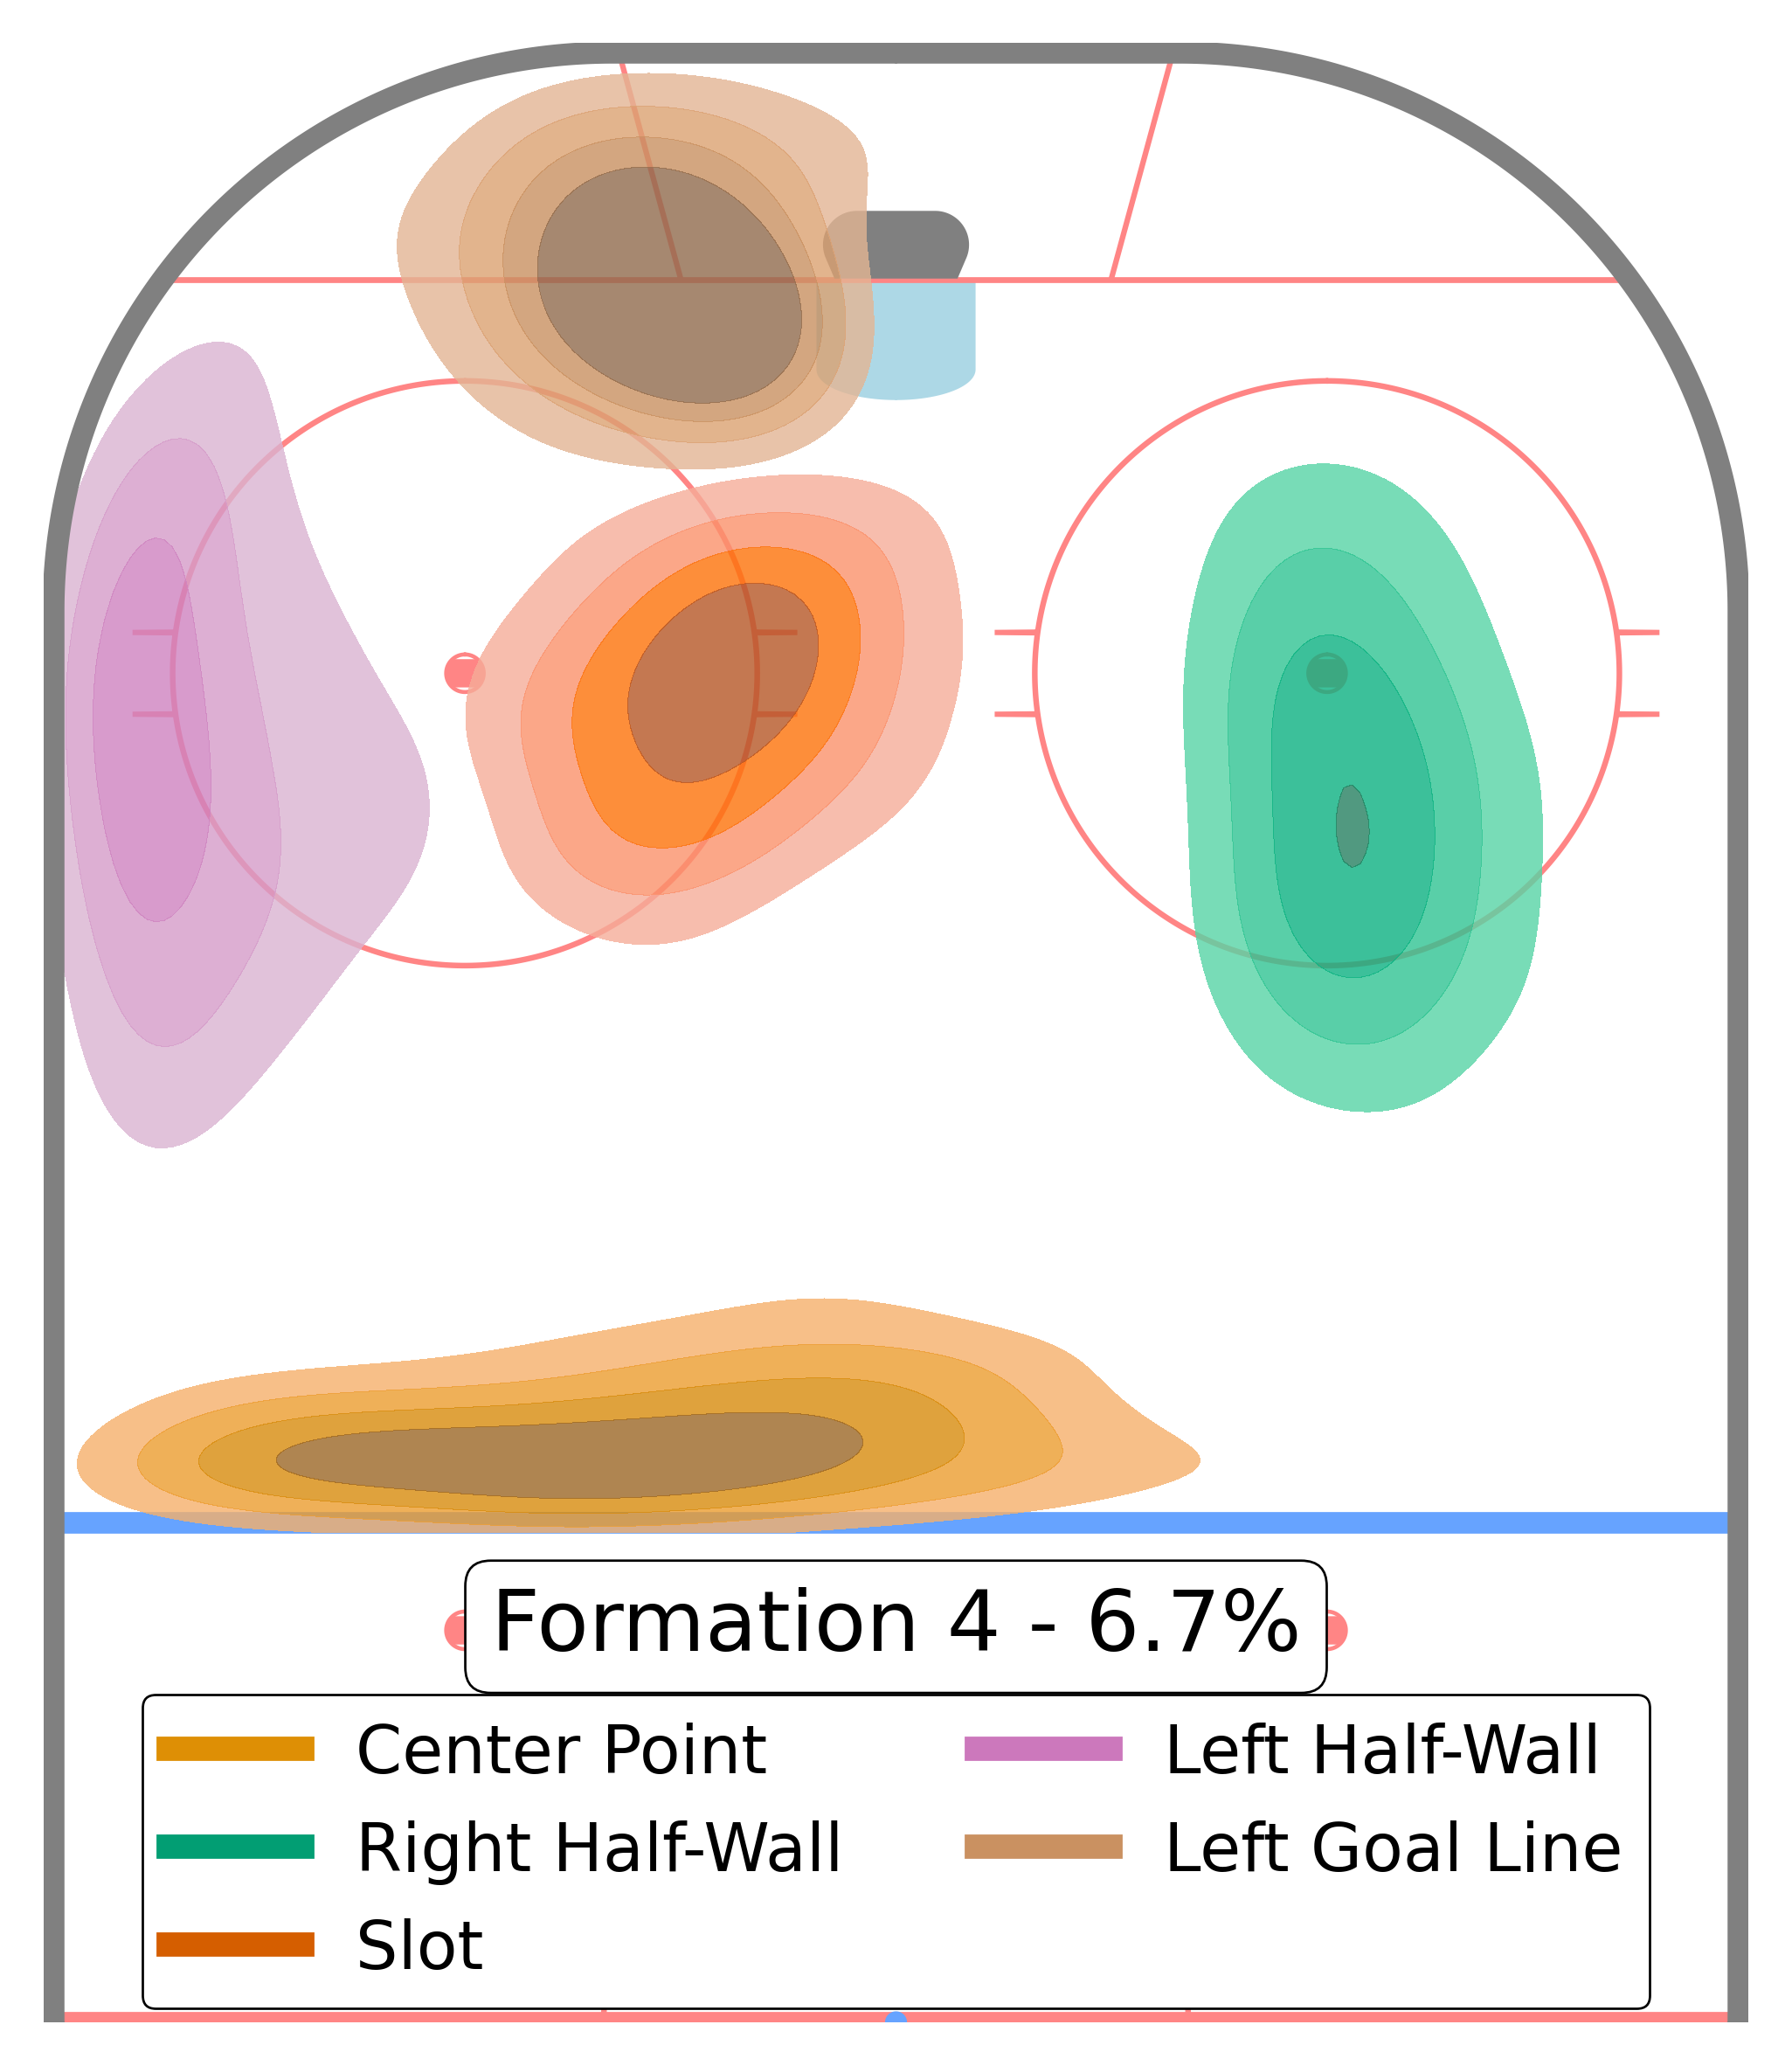 Formation 4 - 6.7%
Center Point
Right Half-Wall
Slot
Left Half-Wall
Left Goal Line